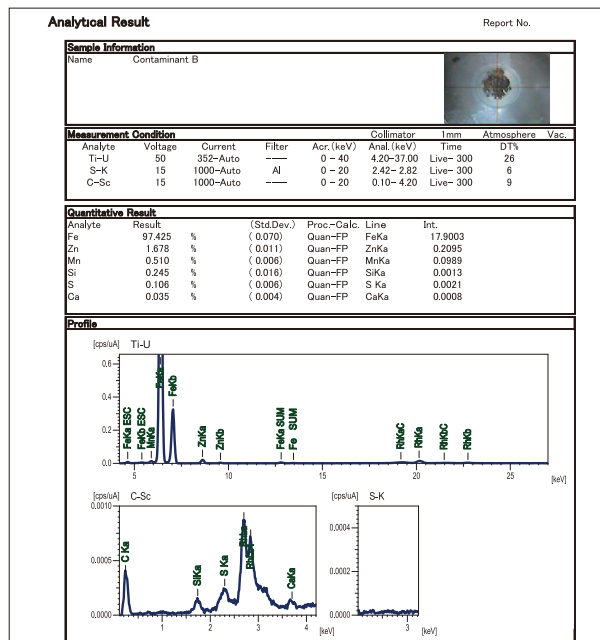 Analytical Result Report No.
Sample Information
Name Contaminant B
Measurement Condition Collimator 1mm Atmosphere Vac.
Analyte Voltage Current Filter Acr.(keV) Anal.(keV) Time DT%
Ti-U 50 352-Auto --- 0 - 40 4.20-37.00 Live- 300 26
S-K 15 1000-Auto Al 0 - 20 2.42- 2.82 Live- 300 6
C-Sc 15 1000-Auto --- 0 - 20 0.10- 4.20 Live- 300 9
Quantitative Result
Analyte Result (Std.Dev.) Proc.-Calc. Line Int.
Fe 97.425 % ( 0.070) Quan-FP FeKa 17.9003
Zn 1.678 % ( 0.011) Quan-FP ZnKa 0.2095
Mn 0.510 % ( 0.006) Quan-FP MnKa 0.0989
Si 0.245 % ( 0.016) Quan-FP SiKa 0.0013
S 0.106 % ( 0.006) Quan-FP S Ka 0.0021
Ca 0.035 % ( 0.004) Quan-FP CaKa 0.0008
Profile
[cps/uA] Ti-U
0.6
0.4
0.2
0.0
FeKa ESC
FeKb ESC
MnKa
FeKa
FeKb
ZnKa
ZnKb
FeKa SUM
Fe SUM
RhKaC
RhKa
RhKbC
RhKb
5 10 15 20 25
[keV]
[cps/uA] C-Sc
0.0010
0.0005
0.0000
C Ka
SiKa
S Ka
CaKa
1 2 3 4
[keV]
[cps/uA] S-K
0.0004
0.0002
0.0000
3
[keV]